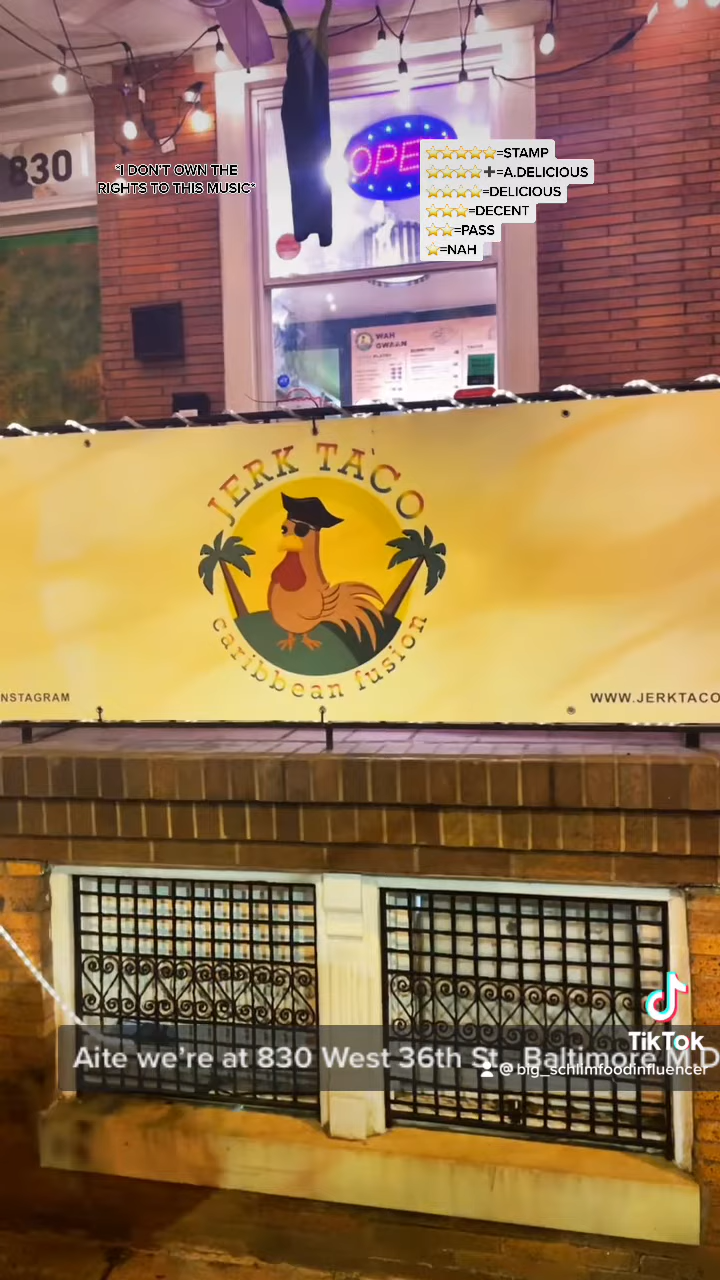 830
*I DON'T OWN THE
RIGHTS TO THIS MUSIC*
OPE
⭐⭐⭐⭐⭐=STAMP
⭐⭐⭐⭐➕=A.DELICIOUS
⭐⭐⭐⭐=DELICIOUS
⭐⭐⭐=DECENT
⭐⭐=PASS
⭐=NAH
WAH
GWAAN
JERK TACO
caribbean fusion
NSTAGRAM
WWW.JERKTACO
Aite we're at 830 West 36th St., Baltimore M.D
TikTok
@big_schlimfoodinfluencer